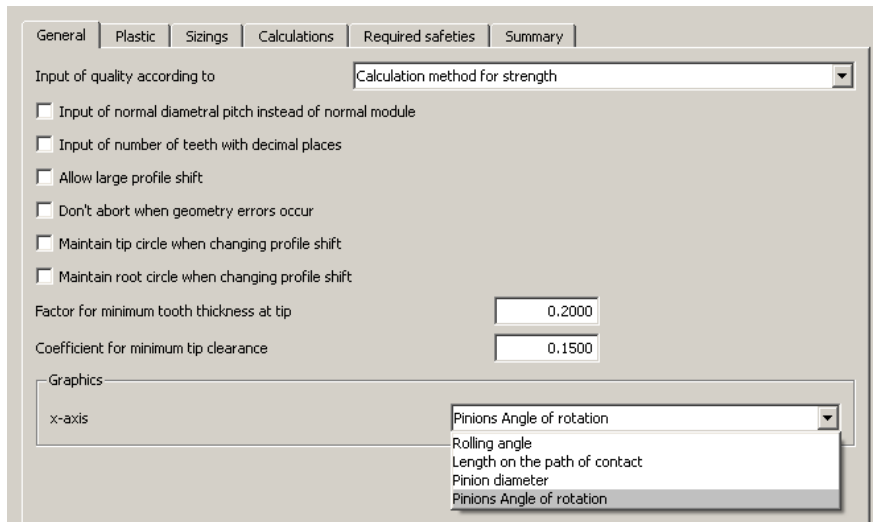 General Plastic Sizings Calculations Required safeties Summary
Input of quality according to Calculation method for strength
Input of normal diametral pitch instead of normal module
Input of number of teeth with decimal places
Allow large profile shift
Don't abort when geometry errors occur
Maintain tip circle when changing profile shift
Maintain root circle when changing profile shift
Factor for minimum tooth thickness at tip 0.2000
Coefficient for minimum tip clearance 0.1500
Graphics
x-axis Pinions Angle of rotation
Rolling angle
Length on the path of contact
Pinion diameter
Pinions Angle of rotation